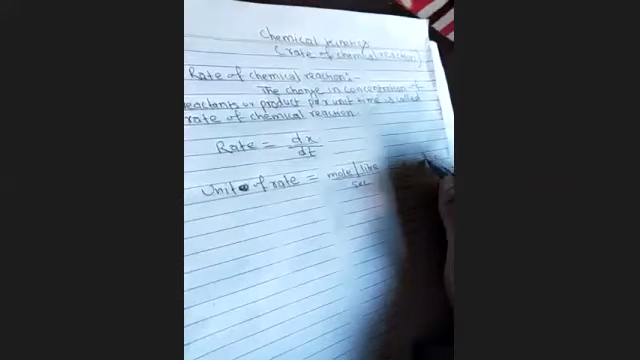 Chemical Kinetics
(rate of chemical reaction)
Rate of chemical reaction:-
The change in concentration of
reactants or product per unit time is called
rate of chemical reaction.
Rate = dx/dt
Unit of rate = mole/litre
sec